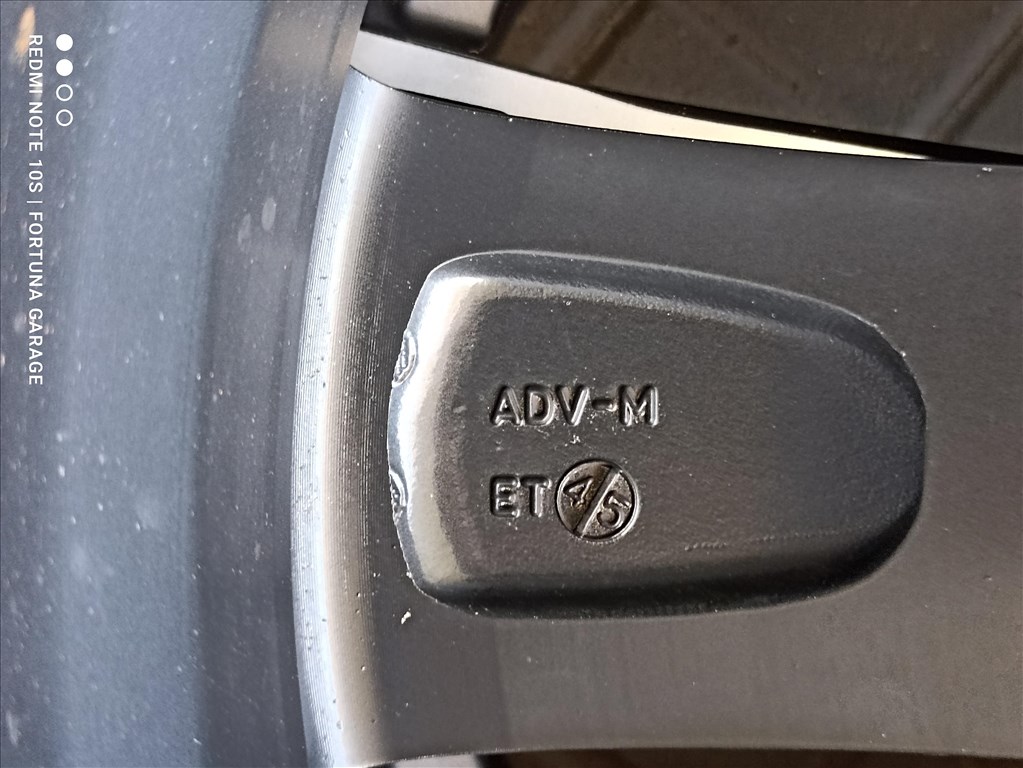 ADV-M
ET 45
REDMI NOTE 10S | FORTUNA GARAGE